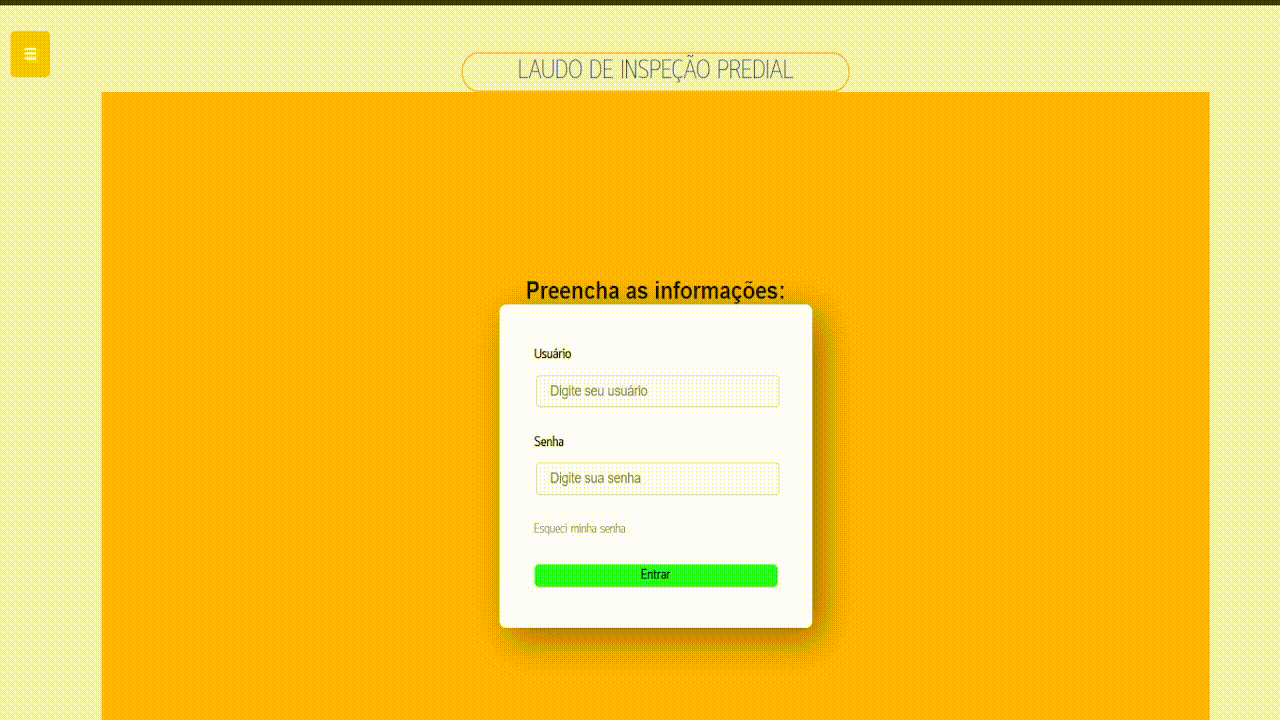 LAUDO DE INSPEÇÃO PREDIAL
Preencha as informações:
Usuário
Digite seu usuário
Senha
Digite sua senha
Esqueci minha senha
Entrar